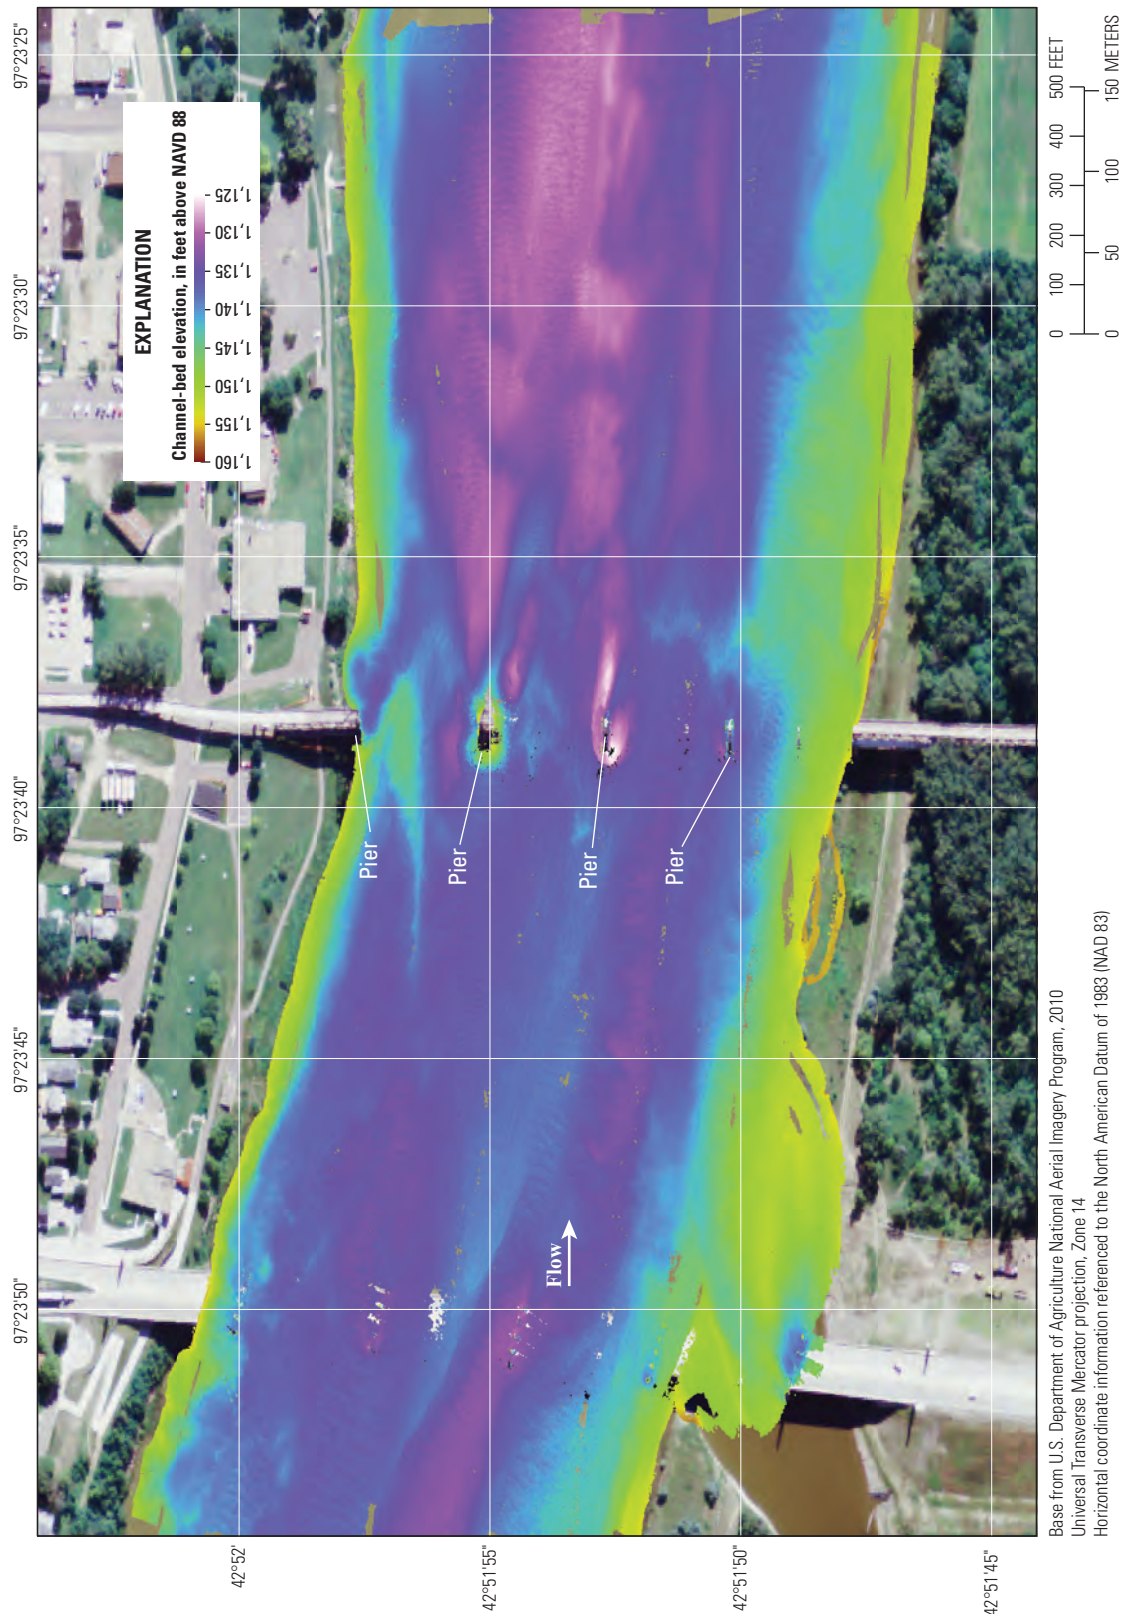 97°23'50"
97°23'45"
97°23'40"
97°23'35"
97°23'30"
97°23'25"
42°52'
42°51'55"
42°51'50"
42°51'45"
EXPLANATION
Channel-bed elevation, in feet above NAVD 88
1,160
1,155
1,150
1,145
1,140
1,135
1,130
1,125
Pier
Pier
Pier
Pier
Flow
Base from U.S. Department of Agriculture National Aerial Imagery Program, 2010
Universal Transverse Mercator projection, Zone 14
Horizontal coordinate information referenced to the North American Datum of 1983 (NAD 83)
0 100 200 300 400 500 FEET
0 50 100 150 METERS